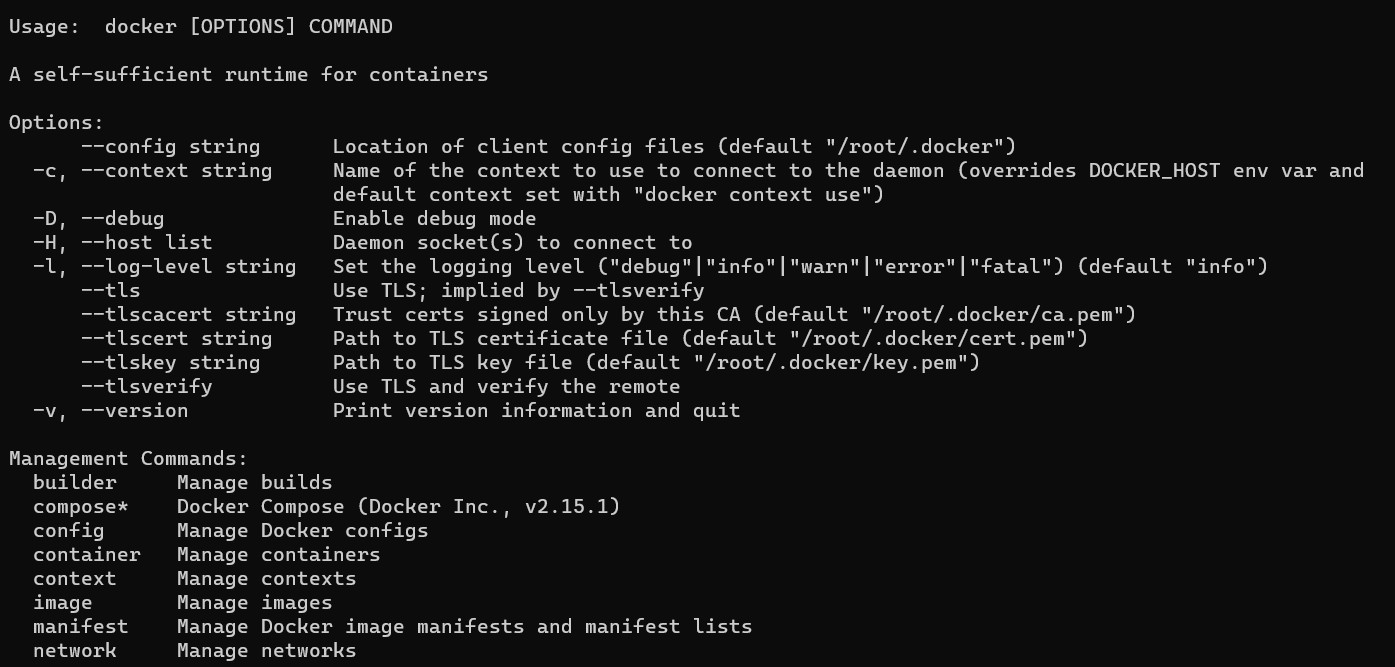 Usage:  docker [OPTIONS] COMMAND
A self-sufficient runtime for containers
Options:
      --config string      Location of client config files (default "/root/.docker")
  -c, --context string     Name of the context to use to connect to the daemon (overrides DOCKER_HOST env var and
                           default context set with "docker context use")
  -D, --debug              Enable debug mode
  -H, --host list          Daemon socket(s) to connect to
  -l, --log-level string   Set the logging level ("debug"|"info"|"warn"|"error"|"fatal") (default "info")
      --tls                Use TLS; implied by --tlsverify
      --tlscacert string   Trust certs signed only by this CA (default "/root/.docker/ca.pem")
      --tlscert string     Path to TLS certificate file (default "/root/.docker/cert.pem")
      --tlskey string      Path to TLS key file (default "/root/.docker/key.pem")
      --tlsverify          Use TLS and verify the remote
  -v, --version            Print version information and quit
Management Commands:
  builder     Manage builds
  compose*    Docker Compose (Docker Inc., v2.15.1)
  config      Manage Docker configs
  container   Manage containers
  context     Manage contexts
  image       Manage images
  manifest    Manage Docker image manifests and manifest lists
  network     Manage networks